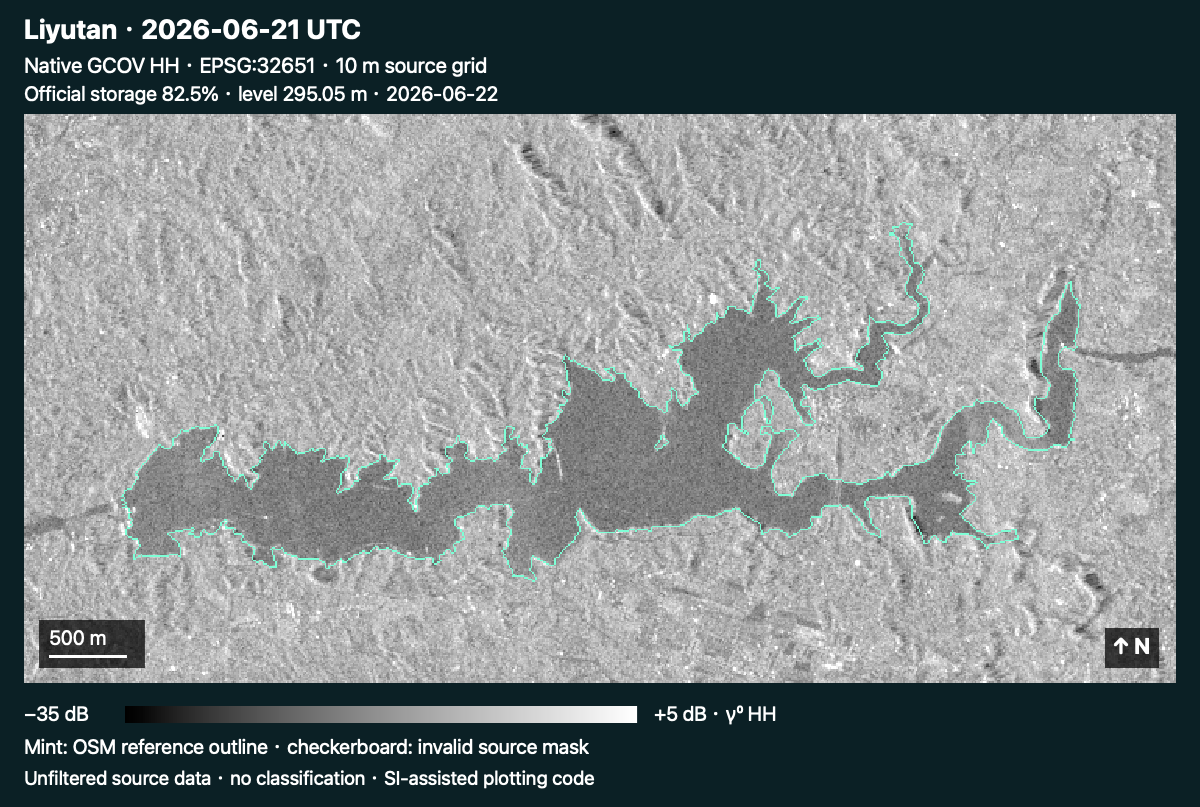 Liyutan · 2026-06-21 UTC
Native GCOV HH · EPSG:32651 · 10 m source grid
Official storage 82.5% · level 295.05 m · 2026-06-22
500 m
↑ N
−35 dB
+5 dB · γ⁰ HH
Mint: OSM reference outline · checkerboard: invalid source mask
Unfiltered source data · no classification · SI-assisted plotting code